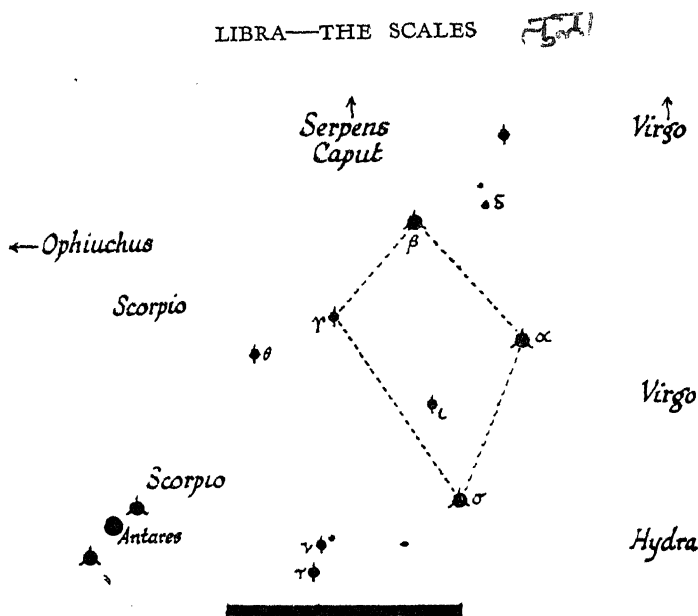 LIBRA—THE SCALES
Serpens
Caput
Virgo
δ
← Ophiuchus
β
Scorpio
γ
α
θ
Virgo
ι
Scorpio
σ
Antares
ν
Hydra
τ